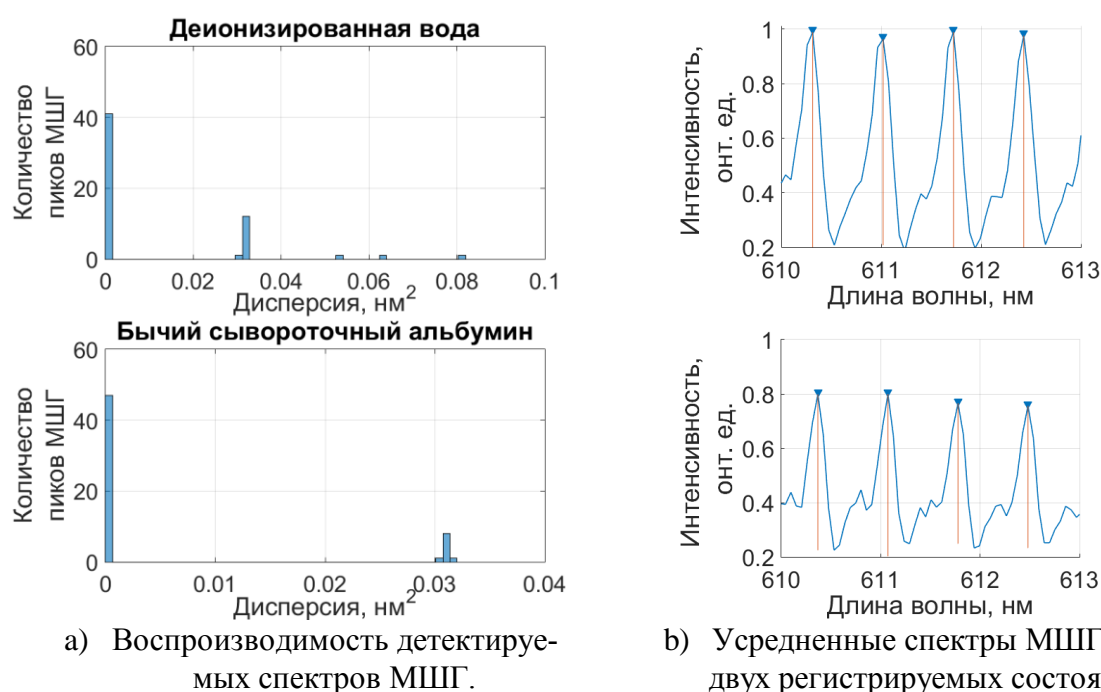 Деионизированная вода
60
40
20
0
Количество
пиков МШГ
0 0.02 0.04 0.06 0.08 0.1
Дисперсия, нм²
Бычий сывороточный альбумин
60
40
20
0
Количество
пиков МШГ
0 0.01 0.02 0.03 0.04
Дисперсия, нм²
a) Воспроизводимость детектируе-
мых спектров МШГ.
1
0.8
0.6
0.4
0.2
Интенсивность,
онт. ед.
610 611 612 613
Длина волны, нм
1
0.8
0.6
0.4
0.2
Интенсивность,
онт. ед.
610 611 612 613
Длина волны, нм
b) Усредненные спектры МШГ
двух регистрируемых состоя